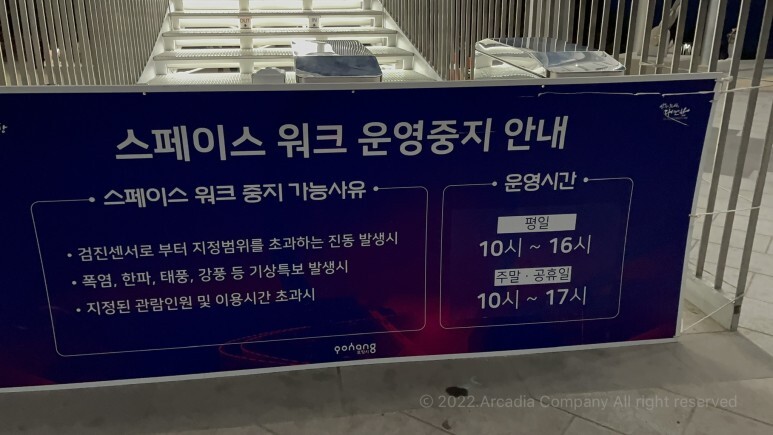 스페이스 워크 운영중지 안내
스페이스 워크 중지 가능사유
• 검진센서로 부터 지정범위를 초과하는 진동 발생시
• 폭염, 한파, 태풍, 강풍 등 기상특보 발생시
• 지정된 관람인원 및 이용시간 초과시
운영시간
평일
10시 ~ 16시
주말 · 공휴일
10시 ~ 17시
pohang
포항시
© 2022.Arcadia Company All right reserved